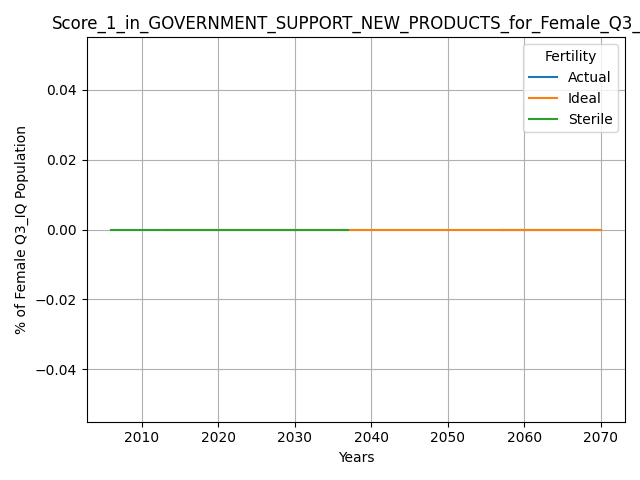 Score_1_in_GOVERNMENT_SUPPORT_NEW_PRODUCTS_for_Female_Q3_
Fertility
Actual
Ideal
Sterile
% of Female Q3_IQ Population
0.04
0.02
0.00
−0.02
−0.04
2010 2020 2030 2040 2050 2060 2070
Years